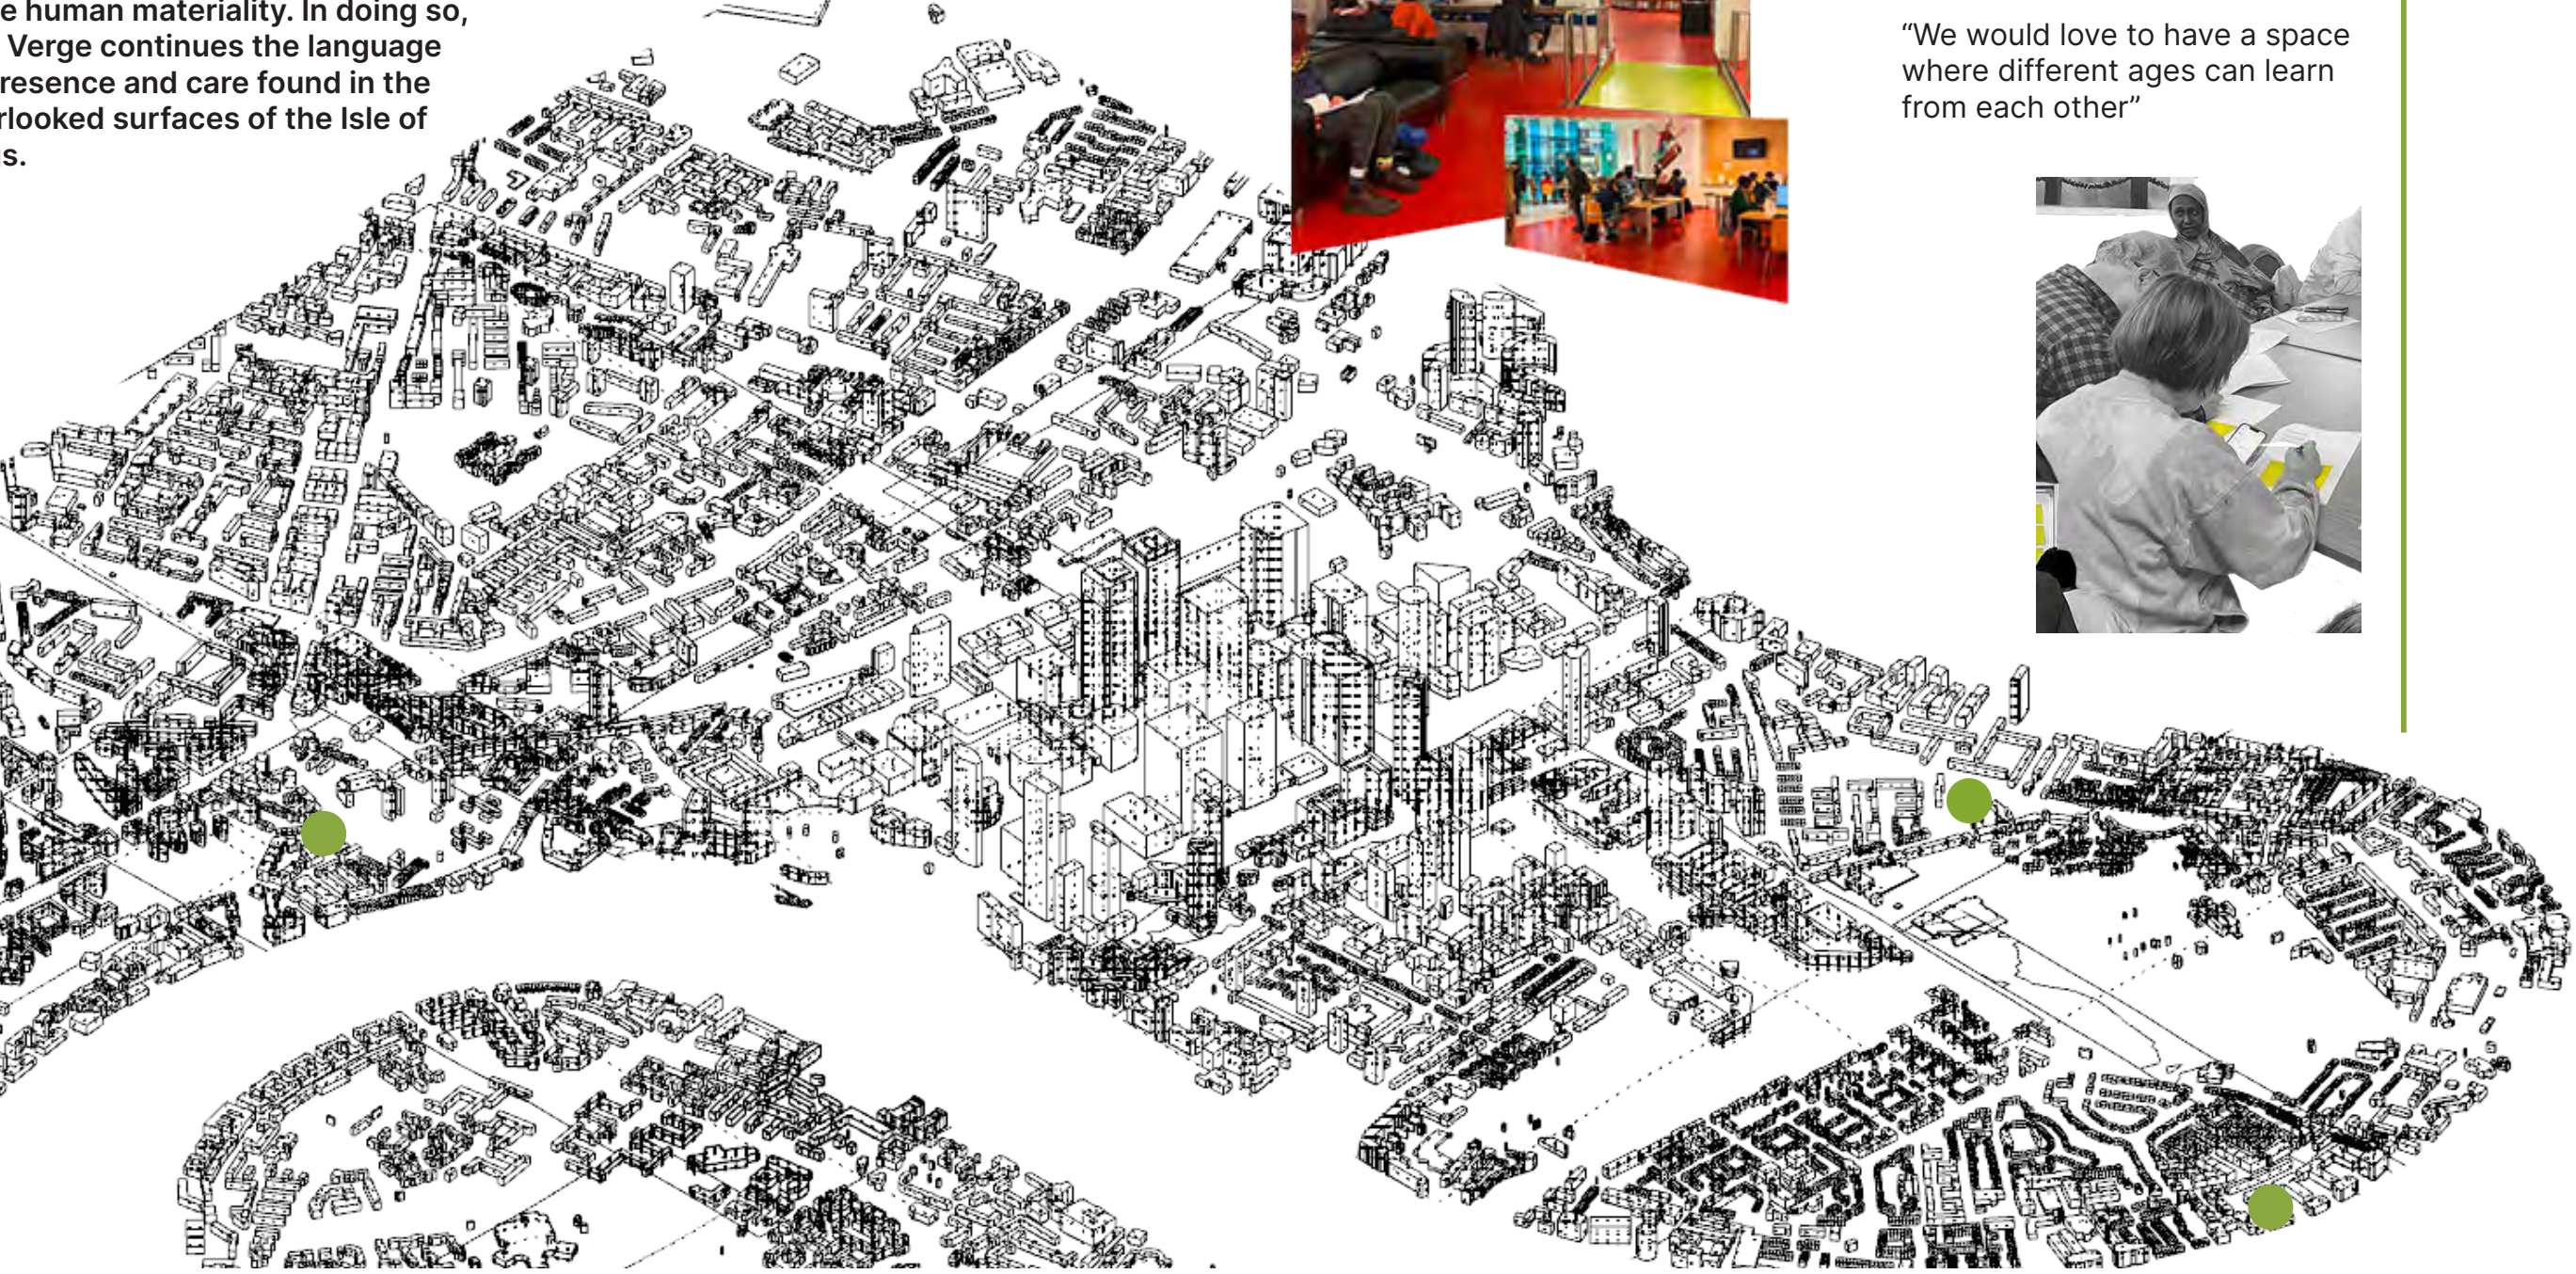 e human materiality. In doing so,
Verge continues the language
resence and care found in the
rlooked surfaces of the Isle of
s.
“We would love to have a space
where different ages can learn
from each other”